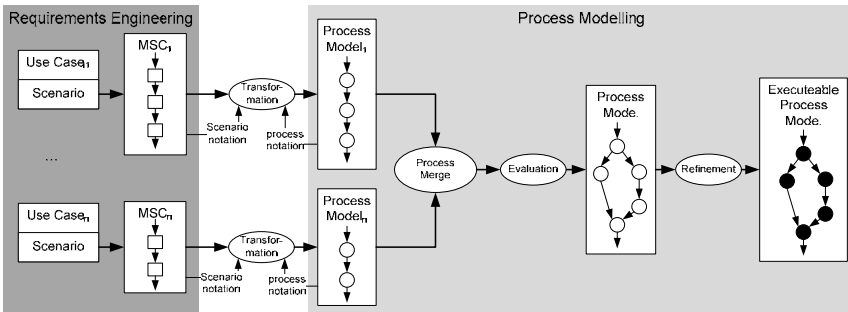 Requirements Engineering
Process Modelling
Use Case1
Scenario
MSC1
Transfor-
mation
Scenario
notation
process
notation
Process
Model1
...
Use Casen
Scenario
MSCn
Transfor-
mation
Scenario
notation
process
notation
Process
Modeln
Process
Merge
Evaluation
Process
Mode.
Refinement
Executeable
Process
Mode.